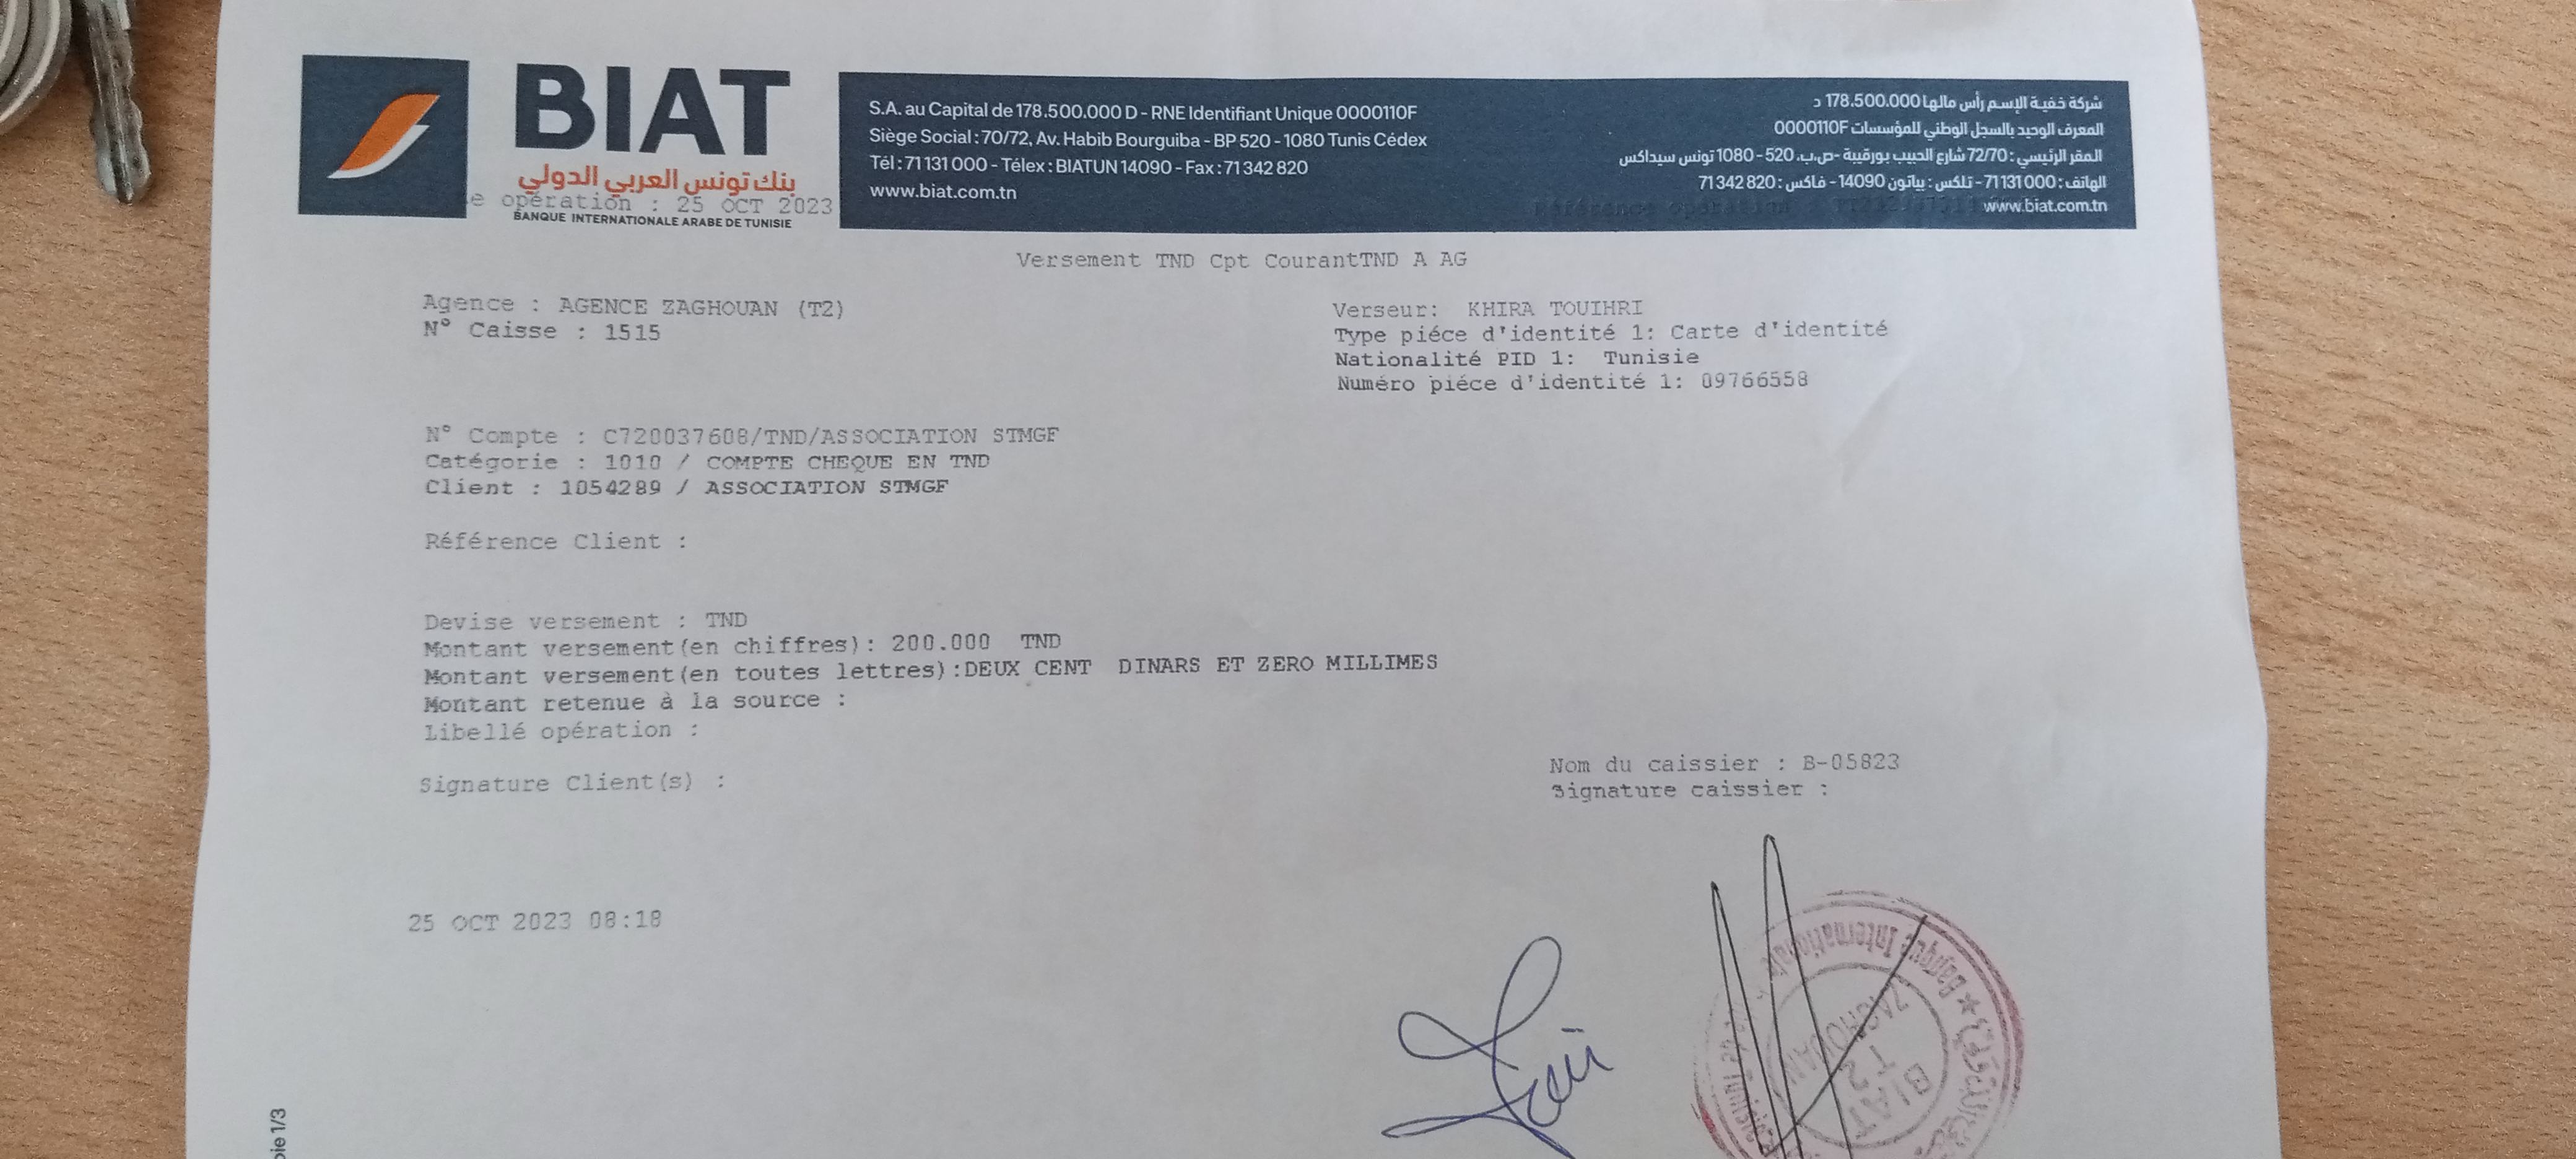 BIAT
بنك تونس العربي الدولي
e opération : 25 OCT 2023
BANQUE INTERNATIONALE ARABE DE TUNISIE
S.A. au Capital de 178.500.000 D - RNE Identifiant Unique 0000110F
Siège Social : 70/72, Av. Habib Bourguiba - BP 520 - 1080 Tunis Cédex
Tél : 71 131 000 - Télex : BIATUN 14090 - Fax : 71 342 820
www.biat.com.tn
شركة خفية الإسم رأس مالها 178.500.000 د
المعرف الوحيد بالسجل الوطني للمؤسسات 0000110F
المقر الرئيسي : 72/70 شارع الحبيب بورقيبة -ص.ب. 520 - 1080 تونس سيداكس
الهاتف : 71 131 000 - تلكس : بياتون 14090 - فاكس : 71 342 820
www.biat.com.tn
Référence opération :
Versement TND Cpt CourantTND A AG
Agence : AGENCE ZAGHOUAN (T2)
N° Caisse : 1515
Verseur: KHIRA TOUIHRI
Type piéce d'identité 1: Carte d'identité
Nationalité PID 1: Tunisie
Numéro piéce d'identité 1: 09766558
N° Compte : C720037608/TND/ASSOCIATION STMGF
Catégorie : 1010 / COMPTE CHEQUE EN TND
Client : 1054289 / ASSOCIATION STMGF
Référence Client :
Devise versement : TND
Montant versement(en chiffres): 200.000 TND
Montant versement(en toutes lettres):DEUX CENT DINARS ET ZERO MILLIMES
Montant retenue à la source :
Libellé opération :
Signature Client(s) :
Nom du caissier : B-05823
Signature caissier :
25 OCT 2023 08:18
Banque Internationale
ZAGHOUAN
T2
BIAT
1/3